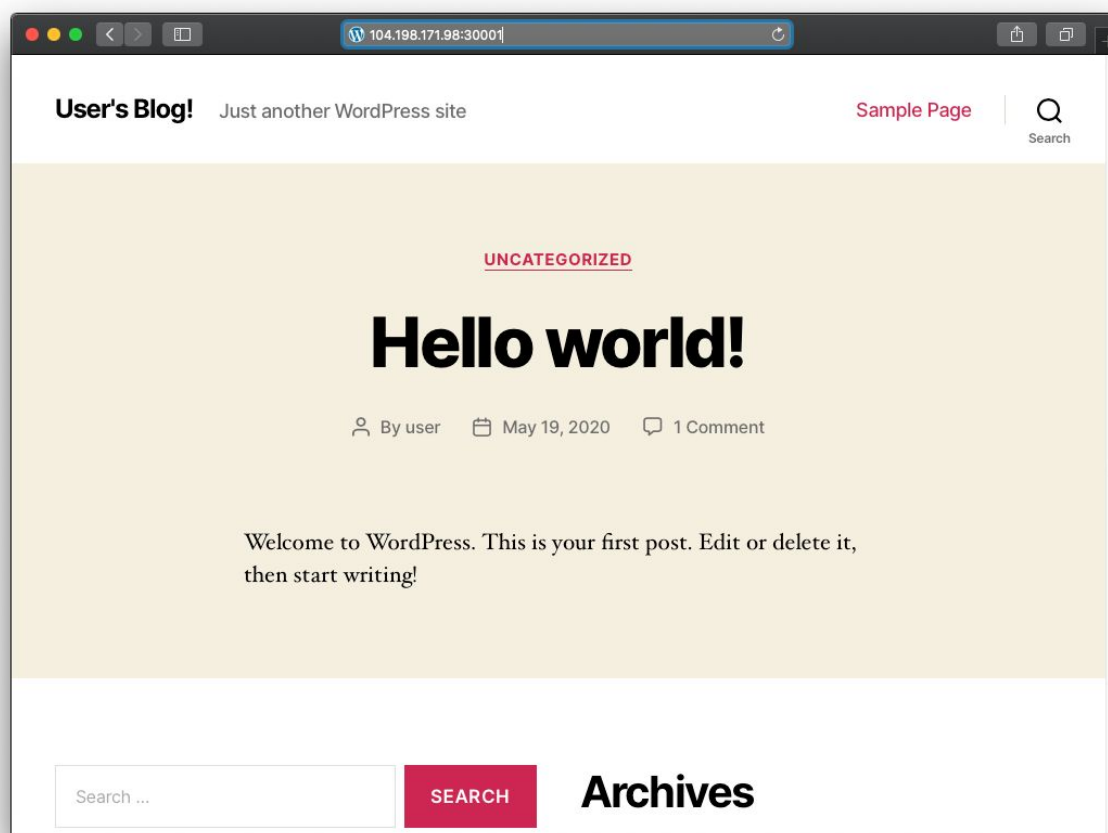 104.198.171.98:30001
User's Blog! Just another WordPress site Sample Page
Search
UNCATEGORIZED
Hello world!
By user May 19, 2020 1 Comment
Welcome to WordPress. This is your first post. Edit or delete it,
then start writing!
Search ... SEARCH Archives